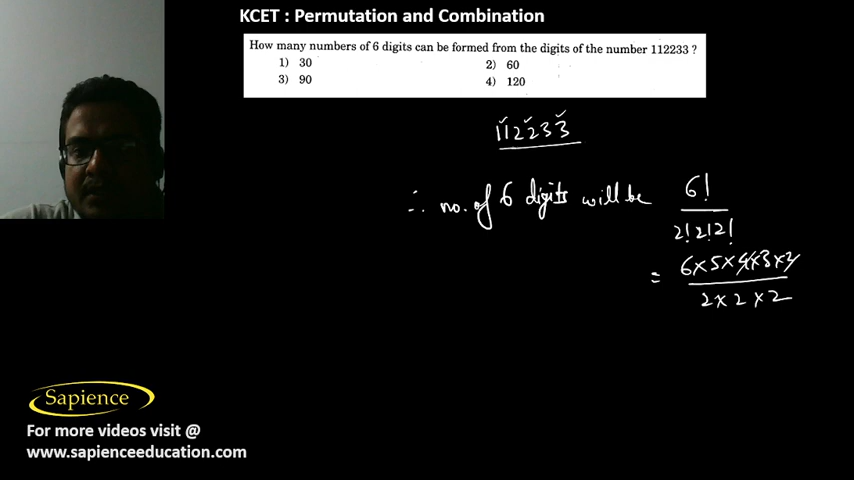 KCET : Permutation and Combination
How many numbers of 6 digits can be formed from the digits of the number 112233 ?
1) 30 2) 60
3) 90 4) 120
112233
∴ no. of 6 digits will be 6! / 2! 2! 2!
= 6×5×4×3×2 / 2×2×2
Sapience
For more videos visit @
www.sapienceeducation.com